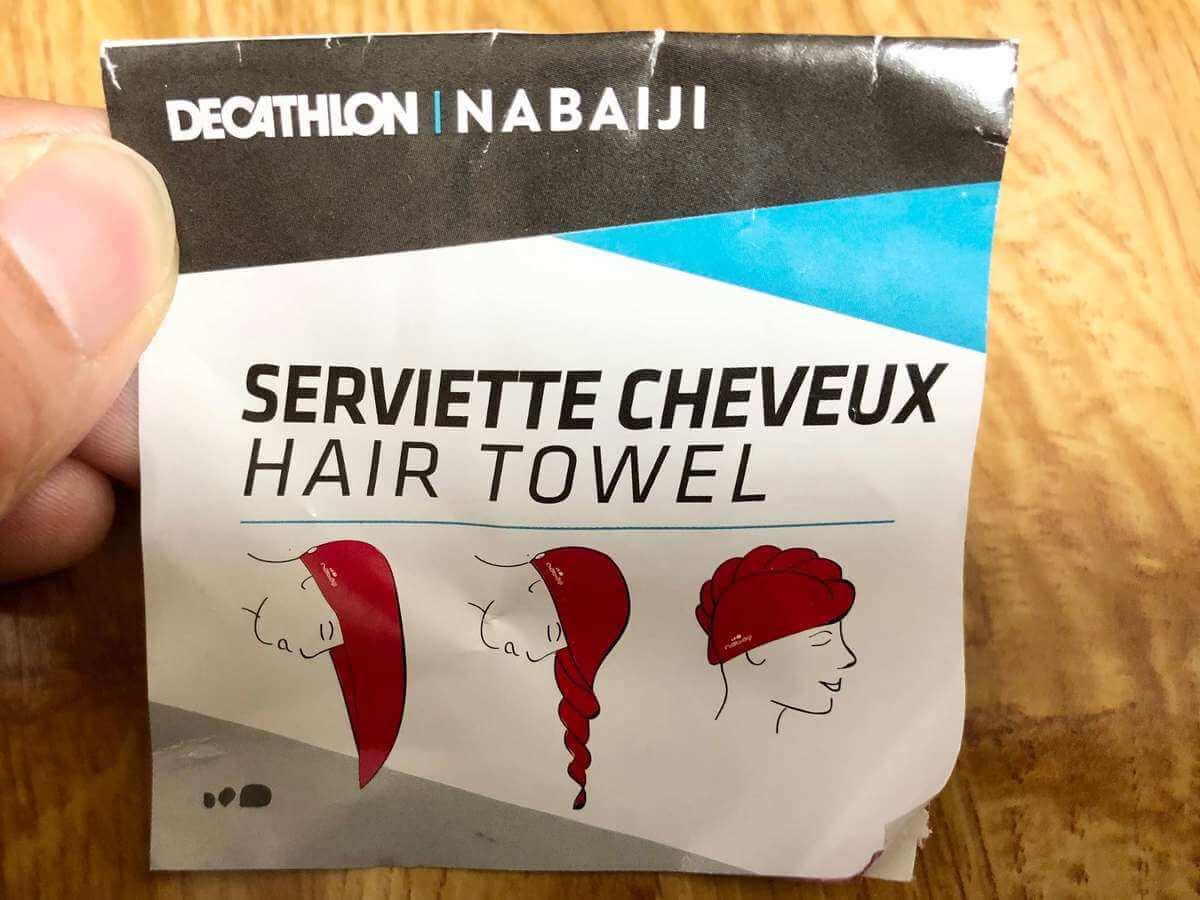 DECATHLON | NABAIJI
SERVIETTE CHEVEUX
HAIR TOWEL